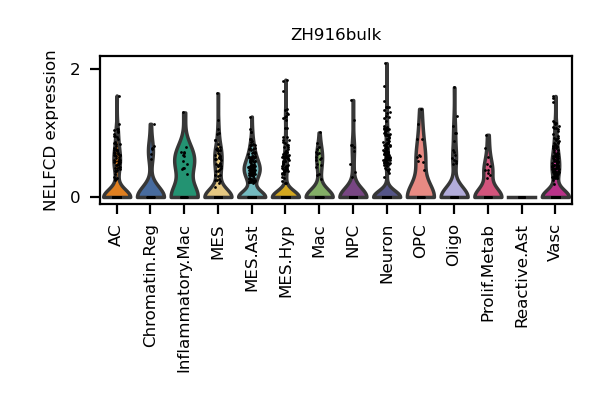 ZH916bulk
NELFCD expression
2
0
AC
Chromatin.Reg
Inflammatory.Mac
MES
MES.Ast
MES.Hyp
Mac
NPC
Neuron
OPC
Oligo
Prolif.Metab
Reactive.Ast
Vasc